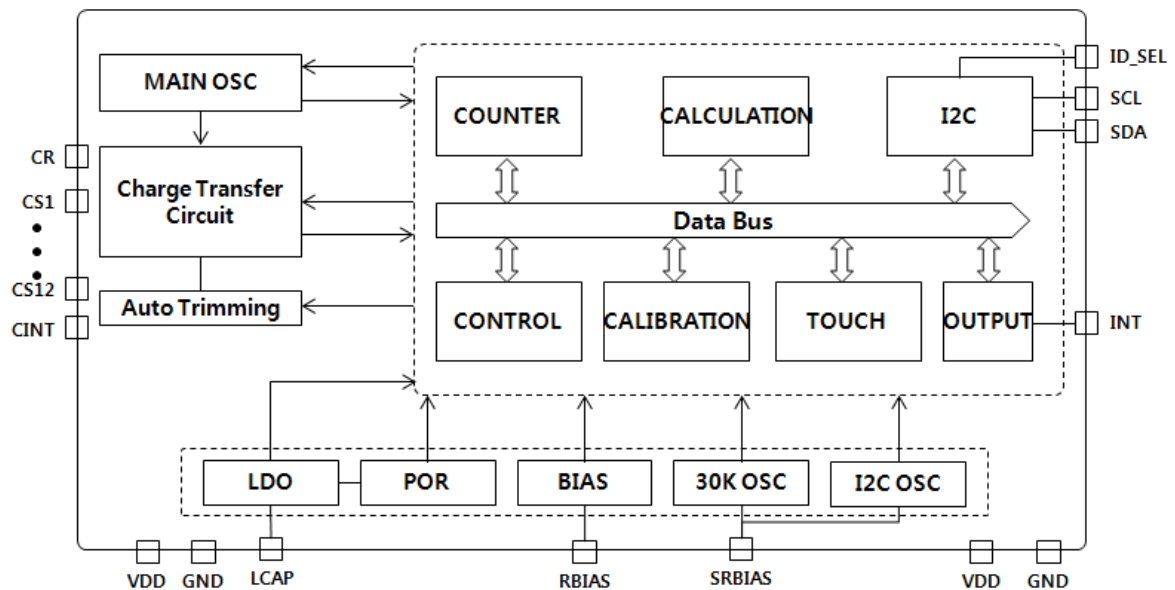 MAIN OSC
COUNTER
CALCULATION
I2C
ID_SEL
SCL
SDA
CR
CS1
Charge Transfer
Circuit
Data Bus
CS12
CINT
Auto Trimming
CONTROL
CALIBRATION
TOUCH
OUTPUT
INT
LDO
POR
BIAS
30K OSC
I2C OSC
VDD
GND
LCAP
RBIAS
SRBIAS
VDD
GND